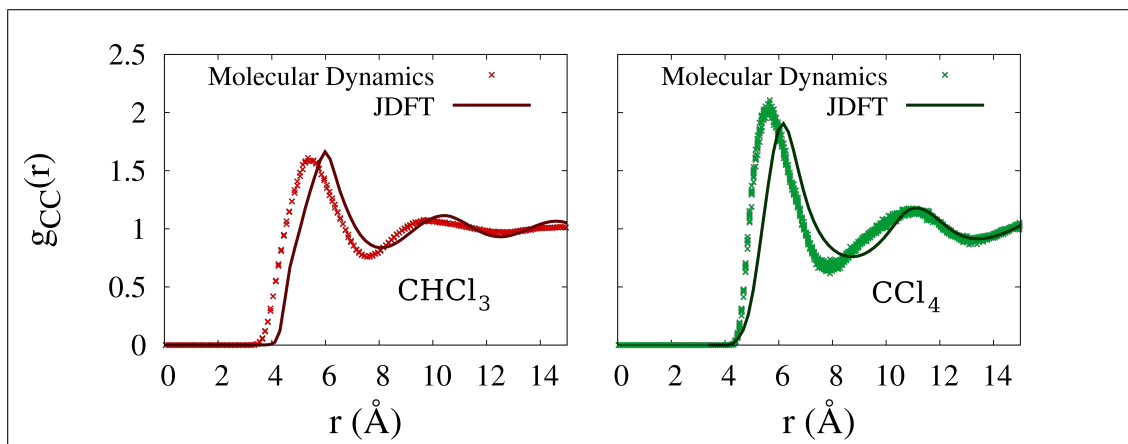 g_CC(r)
2.5
2
1.5
1
0.5
0
Molecular Dynamics
JDFT
CHCl₃
0 2 4 6 8 10 12 14
r (Å)
Molecular Dynamics
JDFT
CCl₄
0 2 4 6 8 10 12 14
r (Å)